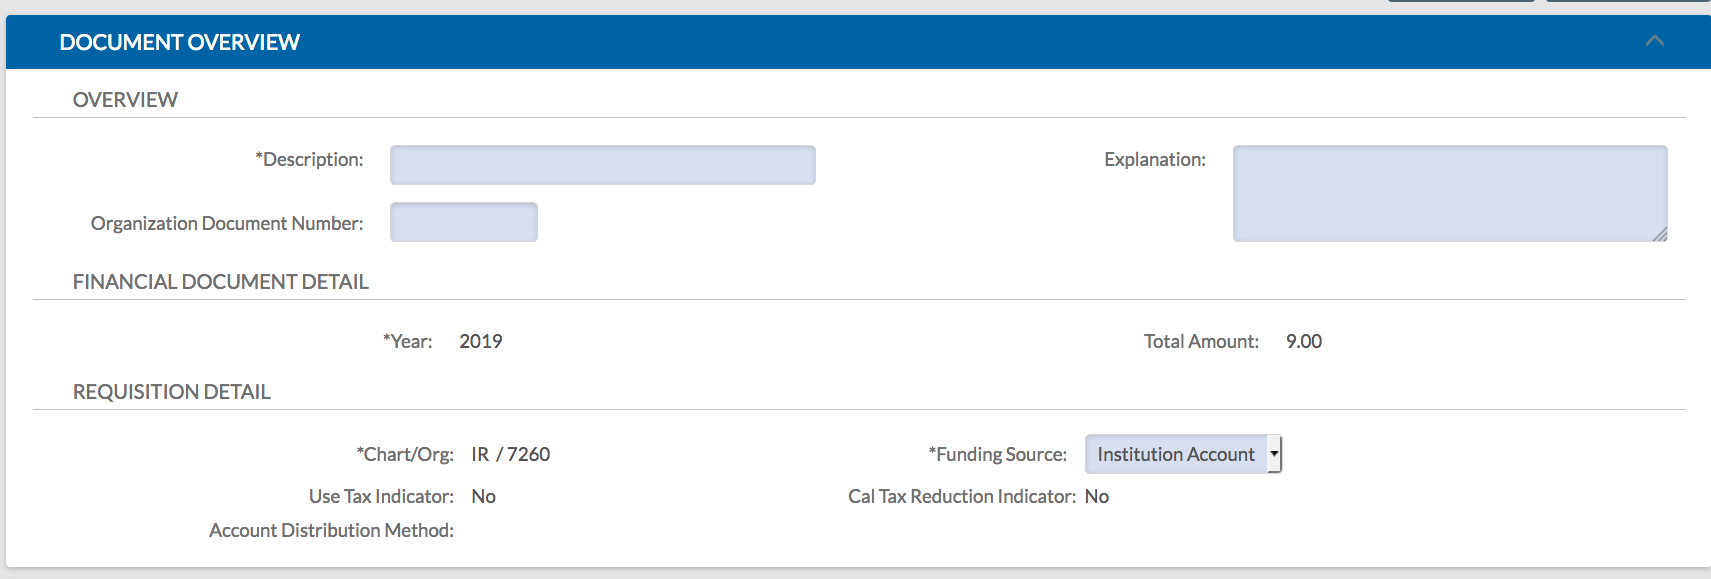 DOCUMENT OVERVIEW
OVERVIEW
*Description:
Explanation:
Organization Document Number:
FINANCIAL DOCUMENT DETAIL
*Year: 2019
Total Amount: 9.00
REQUISITION DETAIL
*Chart/Org: IR / 7260
*Funding Source: Institution Account
Use Tax Indicator: No
Cal Tax Reduction Indicator: No
Account Distribution Method: